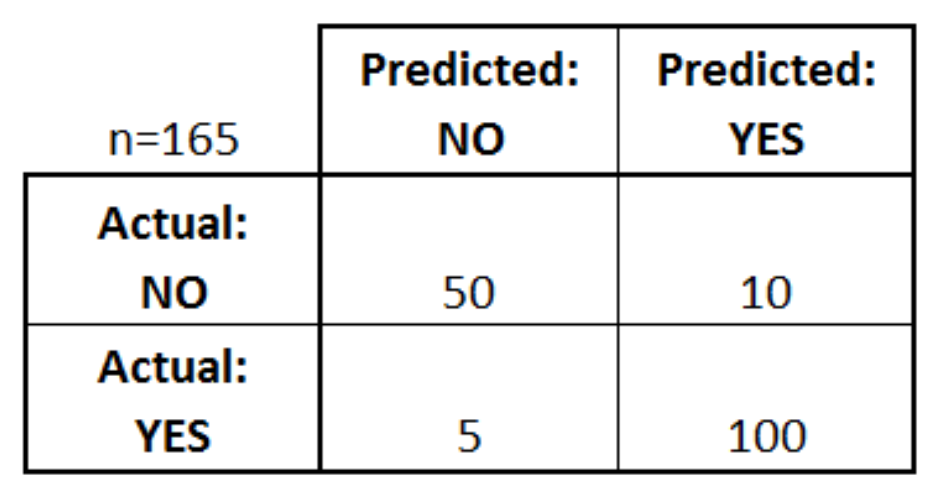 Predicted: Predicted:
n=165 NO YES
Actual:
NO 50 10
Actual:
YES 5 100